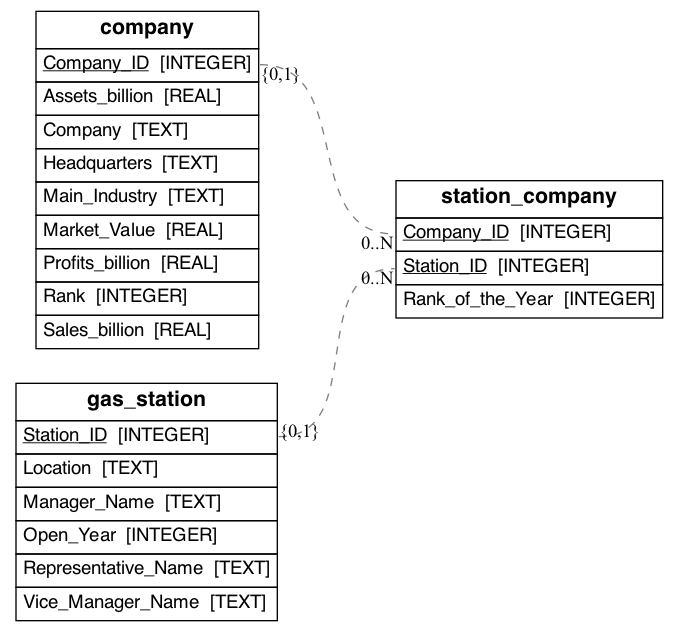 company
Company_ID [INTEGER]
{0,1}
Assets_billion [REAL]
Company [TEXT]
Headquarters [TEXT]
Main_Industry [TEXT]
Market_Value [REAL]
Profits_billion [REAL]
Rank [INTEGER]
Sales_billion [REAL]
station_company
0..N
Company_ID [INTEGER]
0..N
Station_ID [INTEGER]
Rank_of_the_Year [INTEGER]
gas_station
Station_ID [INTEGER]
{0,1}
Location [TEXT]
Manager_Name [TEXT]
Open_Year [INTEGER]
Representative_Name [TEXT]
Vice_Manager_Name [TEXT]